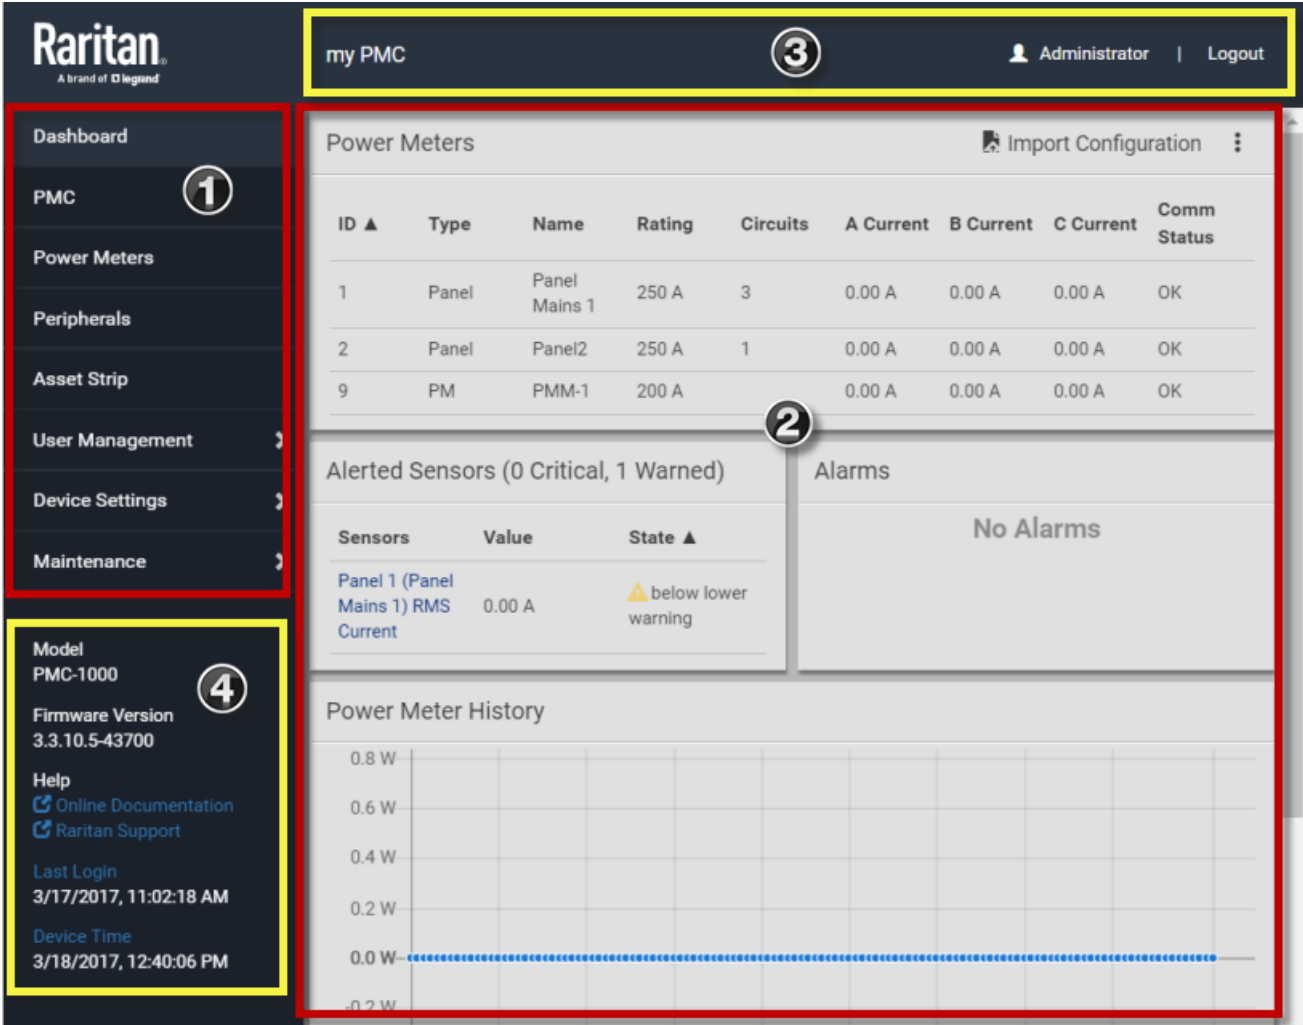 Raritan.
A brand of legrand
my PMC
3
Administrator | Logout
Dashboard
1
PMC
Power Meters
Peripherals
Asset Strip
User Management
Device Settings
Maintenance
Model
PMC-1000
4
Firmware Version
3.3.10.5-43700
Help
Online Documentation
Raritan Support
Last Login
3/17/2017, 11:02:18 AM
Device Time
3/18/2017, 12:40:06 PM
Power Meters
Import Configuration
ID ▲ Type Name Rating Circuits A Current B Current C Current Comm
Status
1 Panel Panel
Mains 1 250 A 3 0.00 A 0.00 A 0.00 A OK
2 Panel Panel2 250 A 1 0.00 A 0.00 A 0.00 A OK
9 PM PMM-1 200 A 0.00 A 0.00 A 0.00 A OK
2
Alerted Sensors (0 Critical, 1 Warned)
Sensors Value State ▲
Panel 1 (Panel
Mains 1) RMS
Current
0.00 A
below lower
warning
Alarms
No Alarms
Power Meter History
0.8 W
0.6 W
0.4 W
0.2 W
0.0 W
-0.2 W